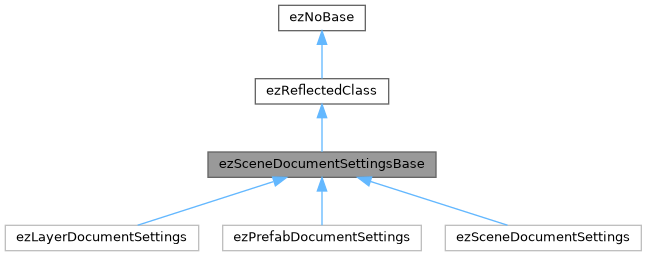 ezNoBase
ezReflectedClass
ezSceneDocumentSettingsBase
ezLayerDocumentSettings
ezPrefabDocumentSettings
ezSceneDocumentSettings